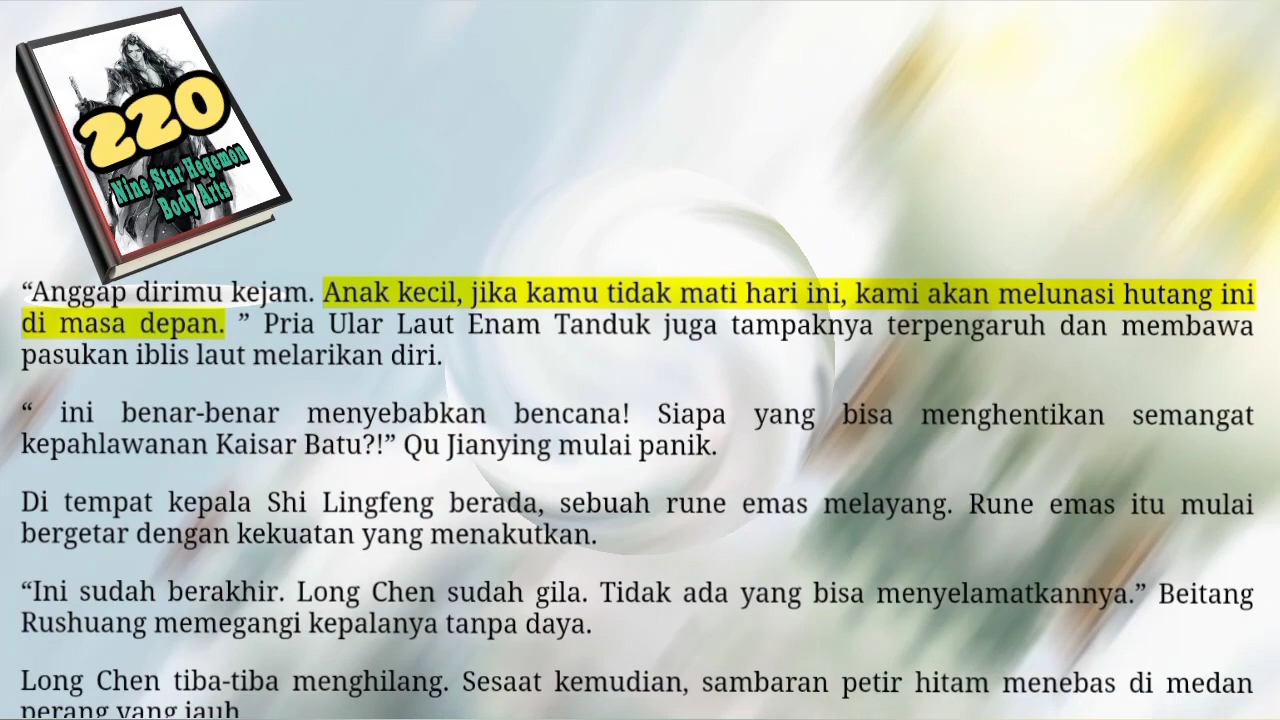 220
Nine Star Hegemon
Body Arts
“Anggap dirimu kejam. Anak kecil, jika kamu tidak mati hari ini, kami akan melunasi hutang ini
di masa depan. ” Pria Ular Laut Enam Tanduk juga tampaknya terpengaruh dan membawa
pasukan iblis laut melarikan diri.
“ ini benar-benar menyebabkan bencana! Siapa yang bisa menghentikan semangat
kepahlawanan Kaisar Batu?!” Qu Jianying mulai panik.
Di tempat kepala Shi Lingfeng berada, sebuah rune emas melayang. Rune emas itu mulai
bergetar dengan kekuatan yang menakutkan.
“Ini sudah berakhir. Long Chen sudah gila. Tidak ada yang bisa menyelamatkannya.” Beitang
Rushuang memegangi kepalanya tanpa daya.
Long Chen tiba-tiba menghilang. Sesaat kemudian, sambaran petir hitam menebas di medan
perang yang jauh